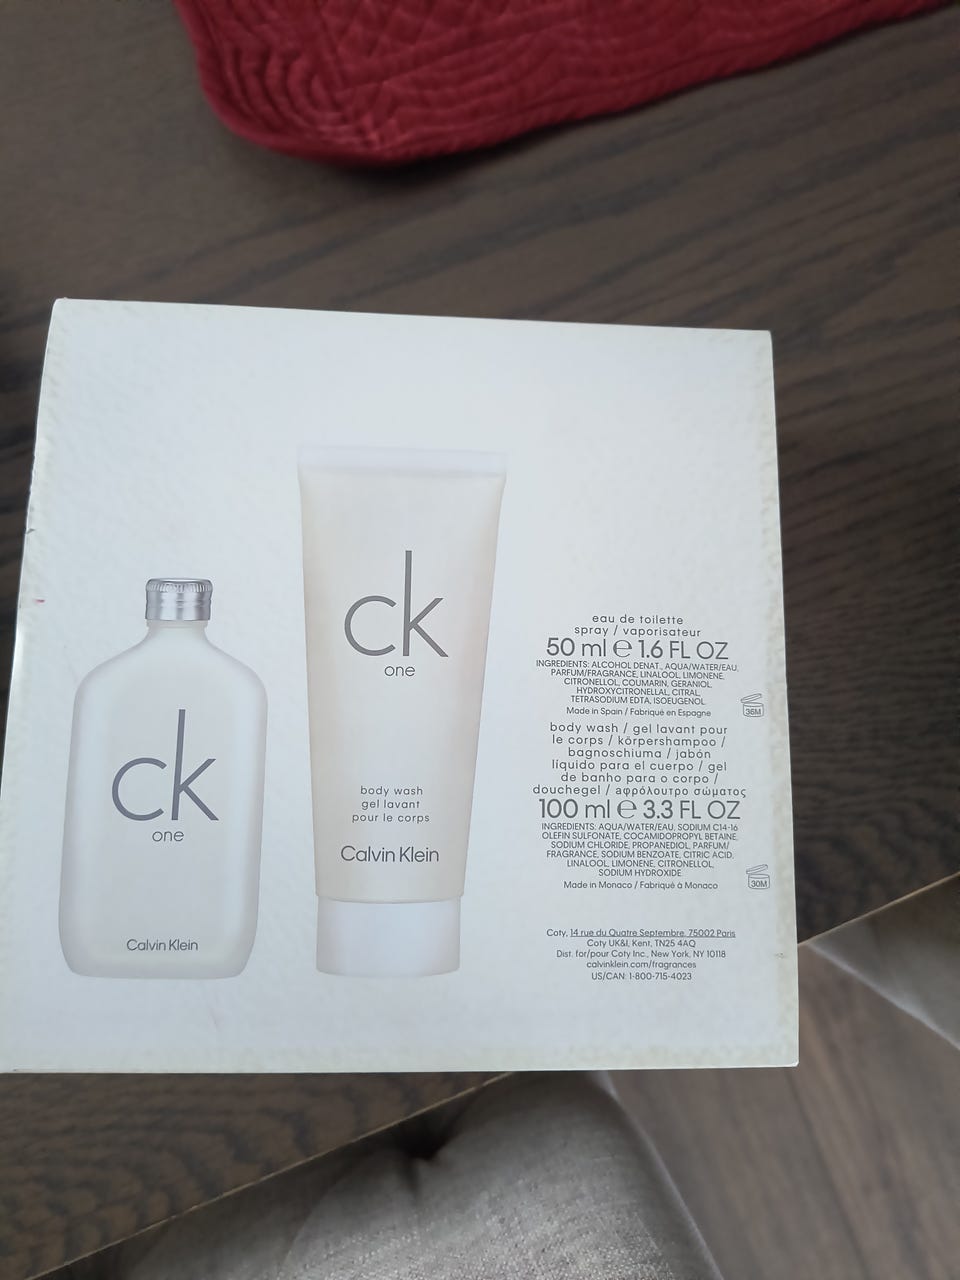 ck
one
Calvin Klein
ck
one
body wash
gel lavant
pour le corps
Calvin Klein
eau de toilette
spray / vaporisateur
50 ml ℮ 1.6 FL OZ
INGREDIENTS: ALCOHOL DENAT., AQUA/WATER/EAU,
PARFUM/FRAGRANCE, LINALOOL, LIMONENE,
CITRONELLOL, COUMARIN, GERANIOL,
HYDROXYCITRONELLAL, CITRAL,
TETRASODIUM EDTA, ISOEUGENOL.
Made in Spain / Fabriqué en Espagne
36M
body wash / gel lavant pour
le corps / körpershampoo /
bagnoschiuma / jabón
líquido para el cuerpo / gel
de banho para o corpo /
douchegel / αφρόλουτρο σώματος
100 ml ℮ 3.3 FL OZ
INGREDIENTS: AQUA/WATER/EAU, SODIUM C14-16
OLEFIN SULFONATE, COCAMIDOPROPYL BETAINE,
SODIUM CHLORIDE, PROPANEDIOL, PARFUM/
FRAGRANCE, SODIUM BENZOATE, CITRIC ACID,
LINALOOL, LIMONENE, CITRONELLOL,
SODIUM HYDROXIDE.
Made in Monaco / Fabriqué à Monaco
30M
Coty, 14 rue du Quatre Septembre, 75002 Paris
Coty UK&I, Kent, TN25 4AQ
Dist. for/pour Coty Inc., New York, NY 10118
calvinklein.com/fragrances
US/CAN: 1-800-715-4023